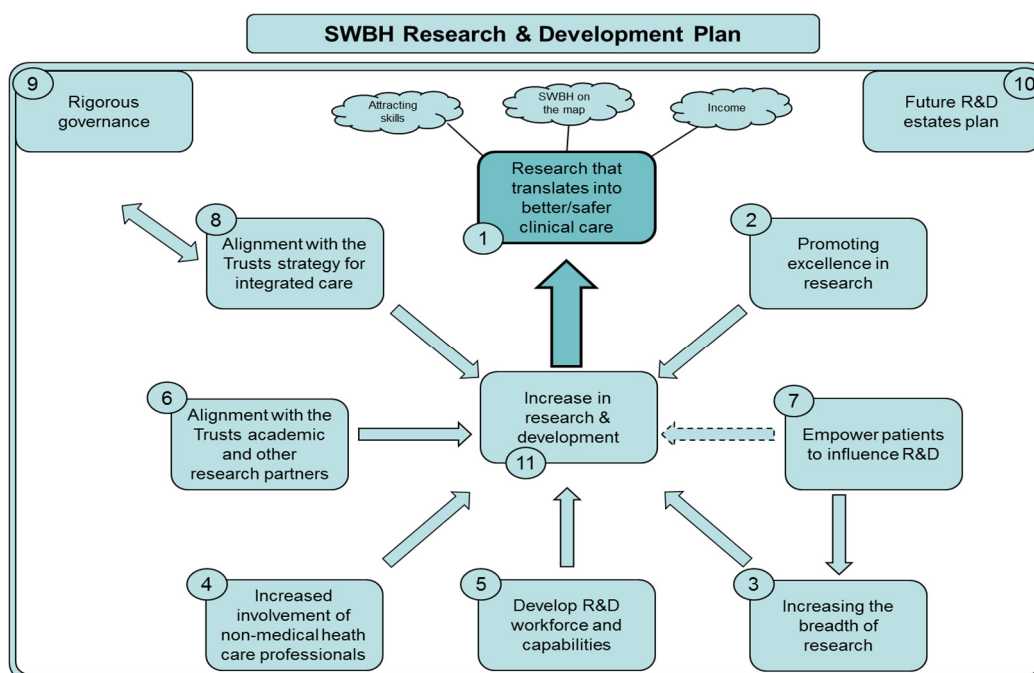 SWBH Research & Development Plan
9
Rigorous
governance
Attracting
skills
SWBH on
the map
Income
10
Future R&D
estates plan
Research that
translates into
better/safer
clinical care
1
8
Alignment with the
Trusts strategy for
integrated care
2
Promoting
excellence in
research
6
Alignment with the
Trusts academic
and other
research partners
Increase in
research &
development
11
7
Empower patients
to influence R&D
4
Increased
involvement of
non-medical heath
care professionals
5
Develop R&D
workforce and
capabilities
3
Increasing the
breadth of
research